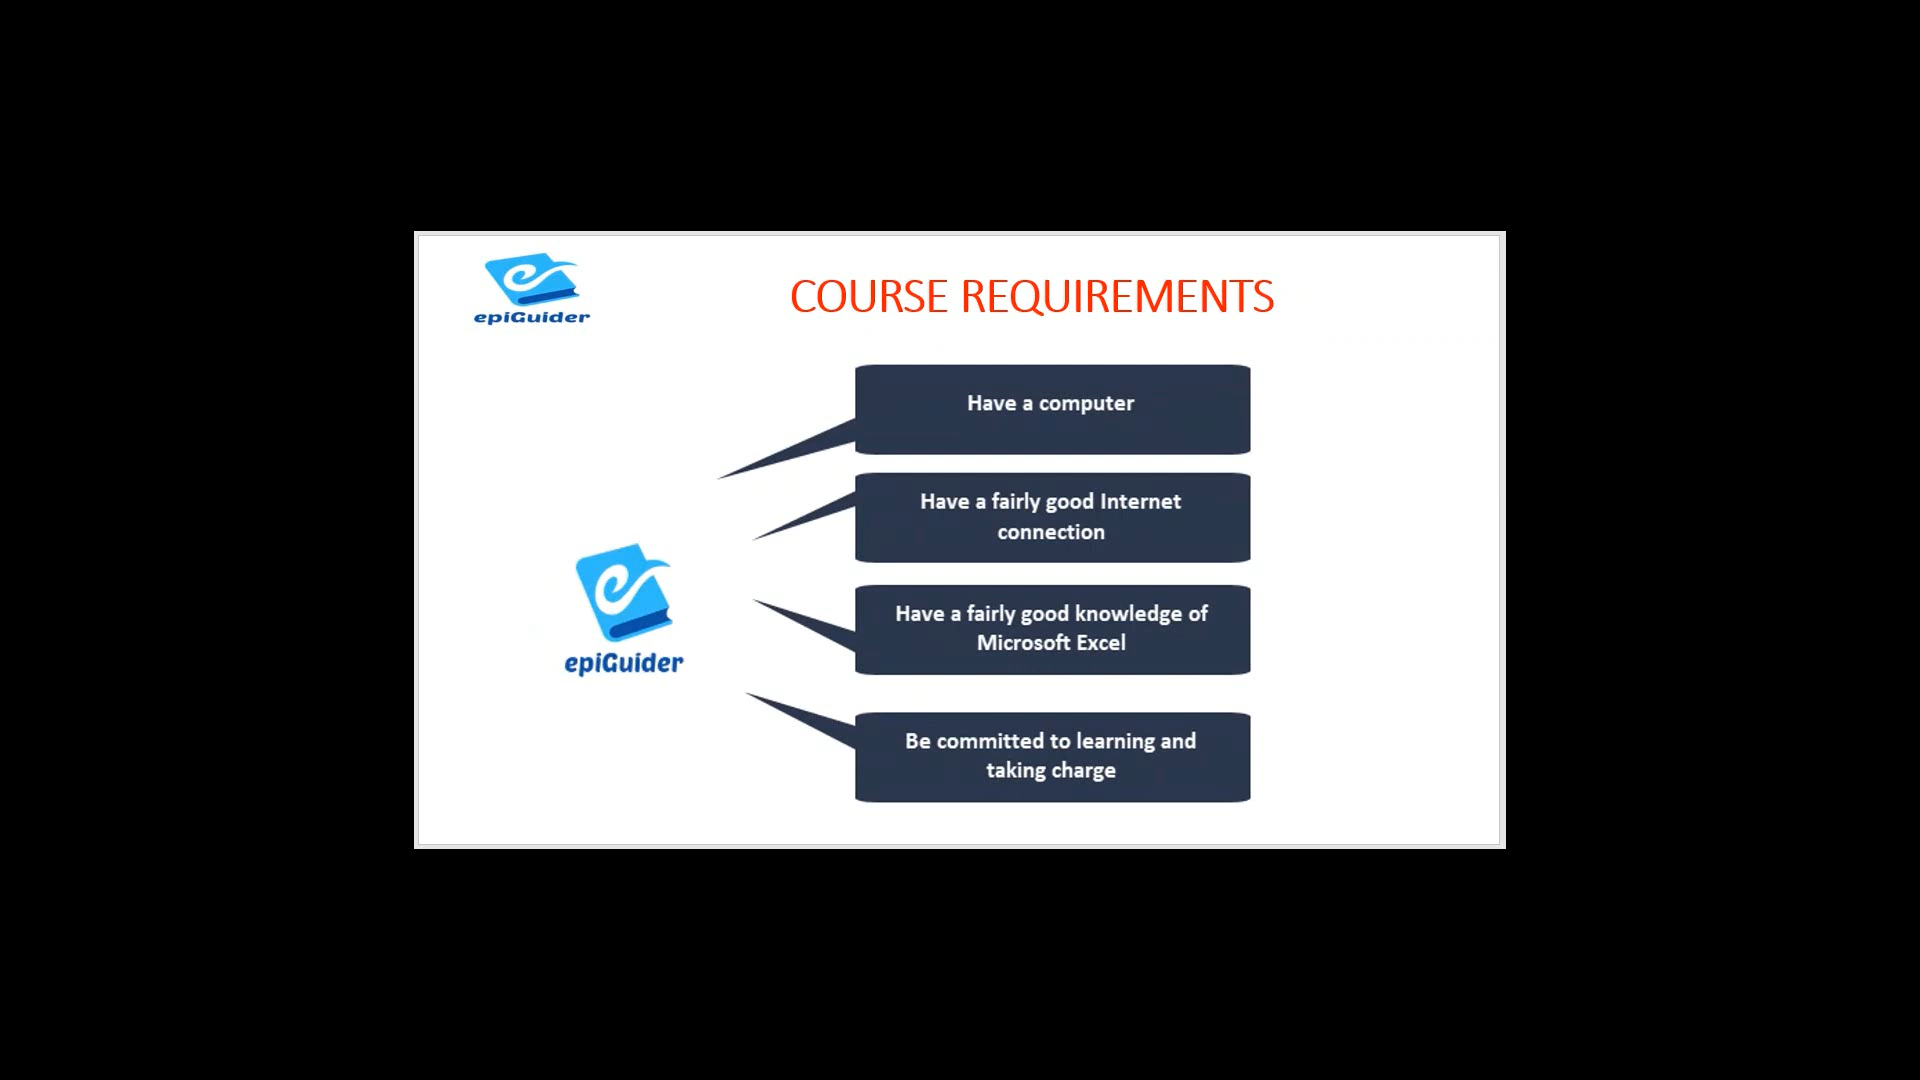 epiGuider
COURSE REQUIREMENTS
Have a computer
Have a fairly good Internet
connection
Have a fairly good knowledge of
Microsoft Excel
epiGuider
Be committed to learning and
taking charge